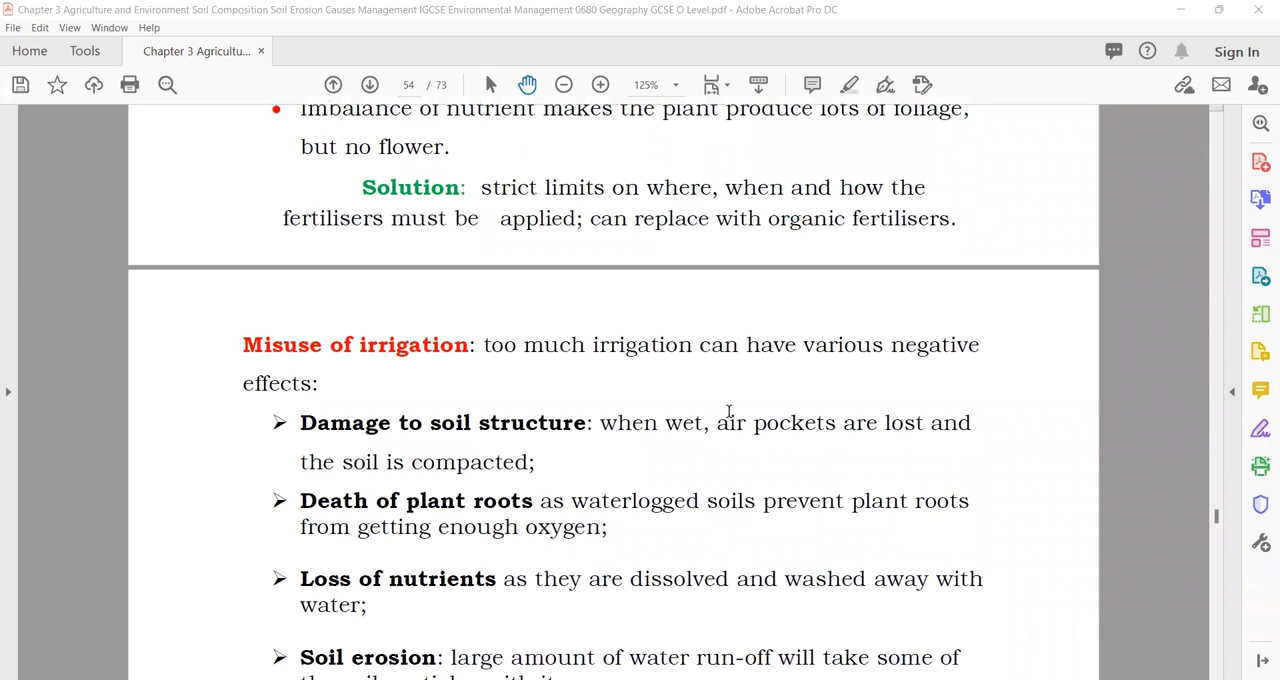 Chapter 3 Agriculture and Environment Soil Composition Soil Erosion Causes Management IGCSE Environmental Management 0680 Geography GCSE O Level.pdf - Adobe Acrobat Pro DC
File Edit View Window Help
Home Tools Chapter 3 Agricultu... × Sign In
54 / 73 125%
Imbalance of nutrient makes the plant produce lots of foliage,
but no flower.
Solution: strict limits on where, when and how the
fertilisers must be applied; can replace with organic fertilisers.
Misuse of irrigation: too much irrigation can have various negative
effects:
➢ Damage to soil structure: when wet, air pockets are lost and
the soil is compacted;
➢ Death of plant roots as waterlogged soils prevent plant roots
from getting enough oxygen;
➢ Loss of nutrients as they are dissolved and washed away with
water;
➢ Soil erosion: large amount of water run-off will take some of